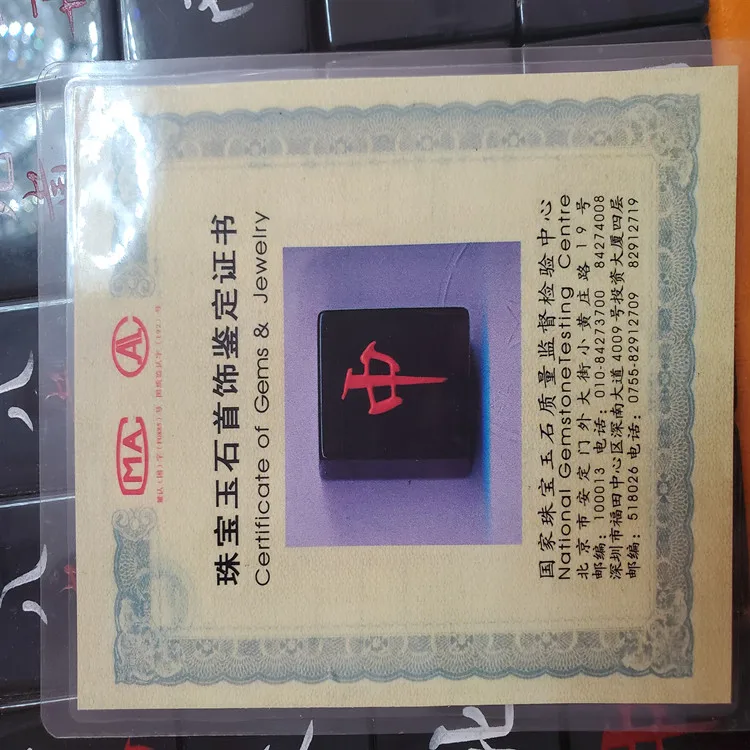 MA
AL
珠宝玉石首饰鉴定证书
Certificate of Gems & Jewelry
中
国家珠宝玉石质量监督检验中心
National GemstoneTesting Centre
北京市安定门外大街小黄庄路19号
邮编：100013 电话：010-84273700 84274008
深圳市福田中心区深南大道4009号投资大厦四层
邮编：518026 电话：0755-82912709 82912719
八
八